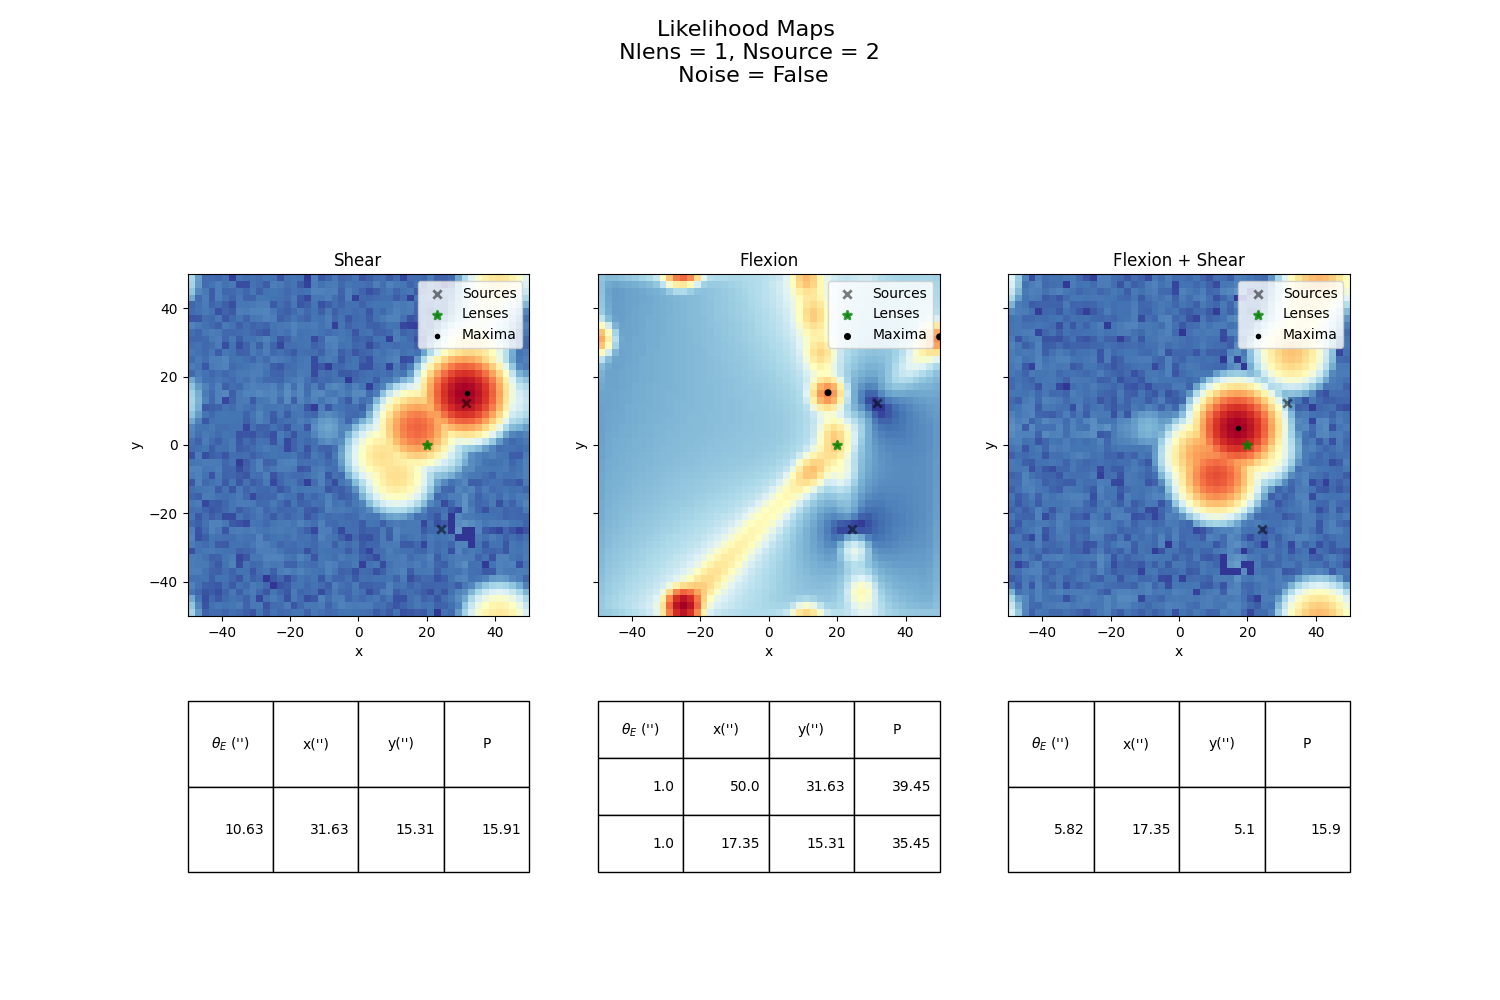 Likelihood Maps
Nlens = 1, Nsource = 2
Noise = False
Shear
Sources
Lenses
Maxima
y
40
20
0
−20
−40
−40 −20 0 20 40
x
Flexion
Sources
Lenses
Maxima
y
−40 −20 0 20 40
x
Flexion + Shear
Sources
Lenses
Maxima
y
−40 −20 0 20 40
x
θE ('') x('') y('') P
10.63 31.63 15.31 15.91
θE ('') x('') y('') P
1.0 50.0 31.63 39.45
1.0 17.35 15.31 35.45
θE ('') x('') y('') P
5.82 17.35 5.1 15.9